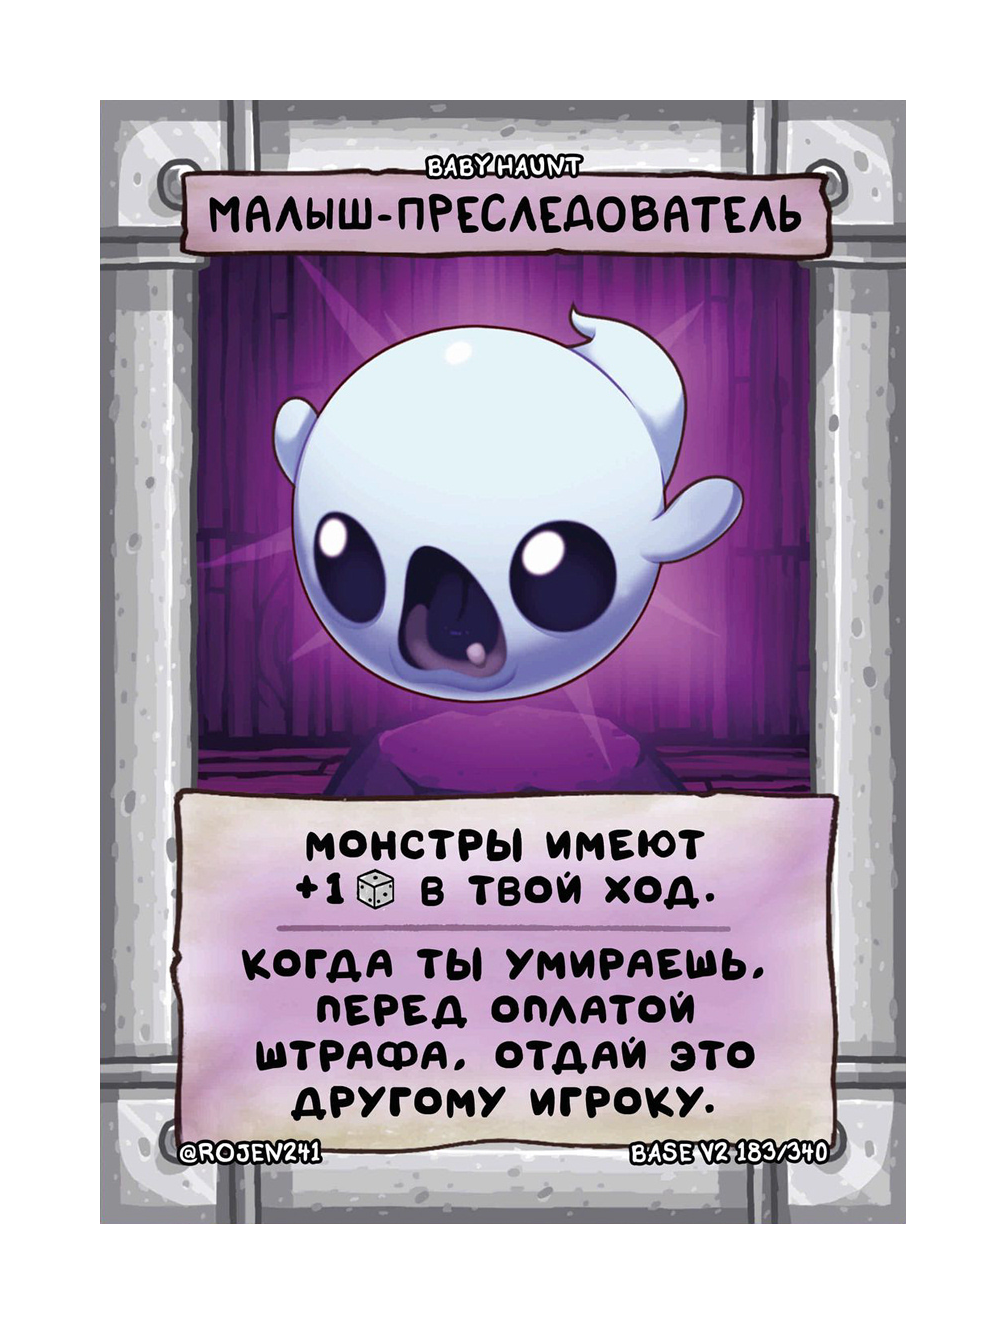 BABY HAUNT
МАЛЫШ-ПРЕСЛЕДОВАТЕЛЬ
МОНСТРЫ ИМЕЮТ
+1 В ТВОЙ ХОД.
КОГДА ТЫ УМИРАЕШЬ,
ПЕРЕД ОПЛАТОЙ
ШТРАФА, ОТДАЙ ЭТО
ДРУГОМУ ИГРОКУ.
@ROJEN241
BASE V2 183/340